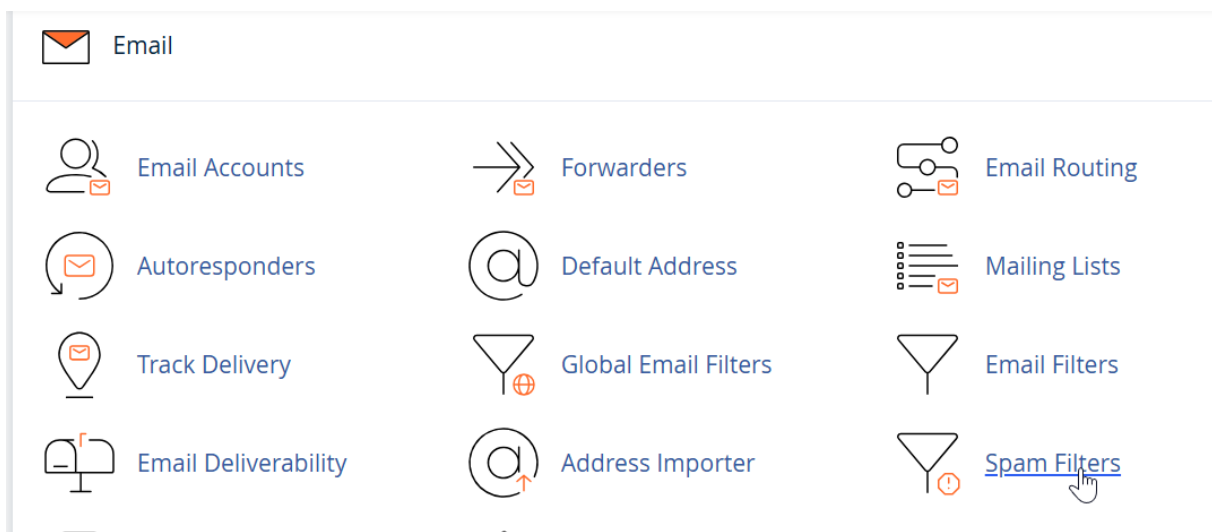 Email
Email Accounts
Forwarders
Email Routing
Autoresponders
Default Address
Mailing Lists
Track Delivery
Global Email Filters
Email Filters
Email Deliverability
Address Importer
Spam Filters